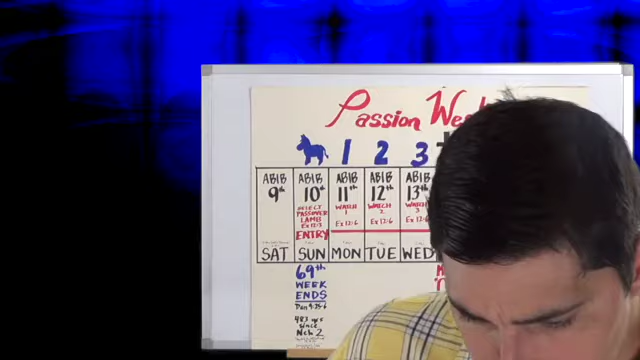 Passion Week
1 2 3
ABIB ABIB ABIB ABIB ABIB
9th 10th 11th 12th 13th
SELECT PASSOVER LAMB Ex 12:3
WATCH 1 Ex 12:6
WATCH 2 Ex 12:6
WATCH 3 Ex 12:6
ENTRY
SAT SUN MON TUE WED
69th
WEEK
ENDS
Dan 9:25-6
483 yrs
since
Neh 2